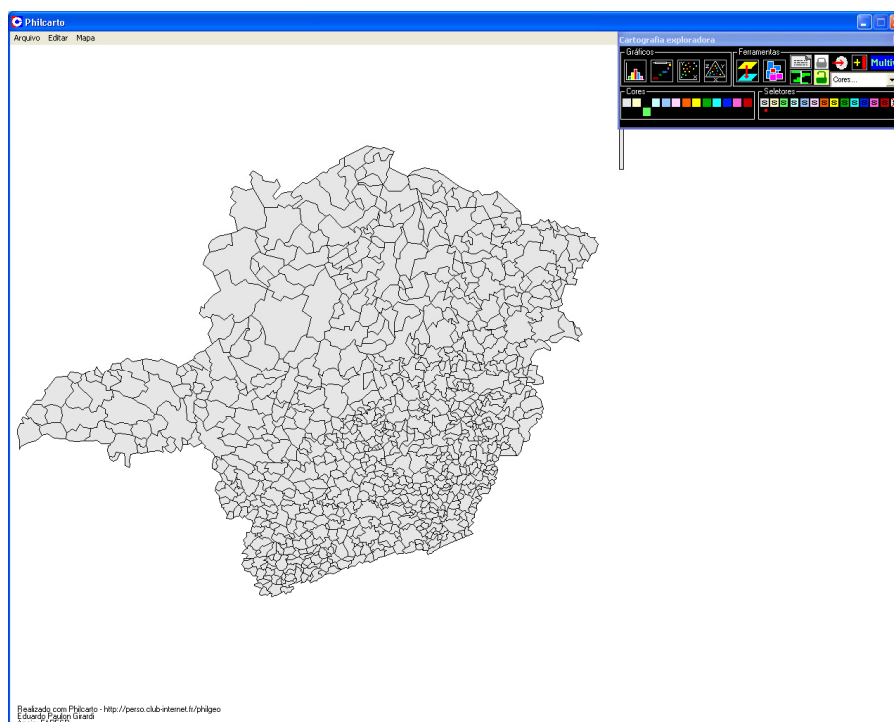 Philcarto
Arquivo Editar Mapa
Cartografia exploradora
Gráficos
Ferramentas
Multiv
Cores...
Cores
Seletores
S S S S S S S S S S S S S
Realizado com Philcarto - http://perso.club-internet.fr/philgeo
Eduardo Paulon Girardi